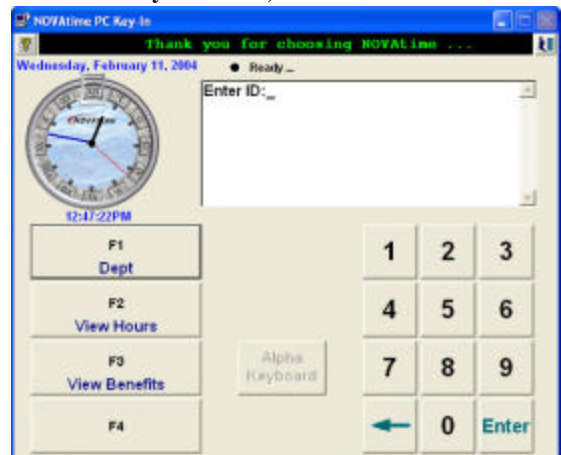 NOVAtime PC Key-In
Thank you for choosing NOVAtime ...
Wednesday, February 11, 2004
Ready ...
Enter ID:_
NOVAtime
12:47:22PM
F1
Dept
1 2 3
F2
View Hours
4 5 6
F3
View Benefits
Alpha
Keyboard
7 8 9
F4
0 Enter